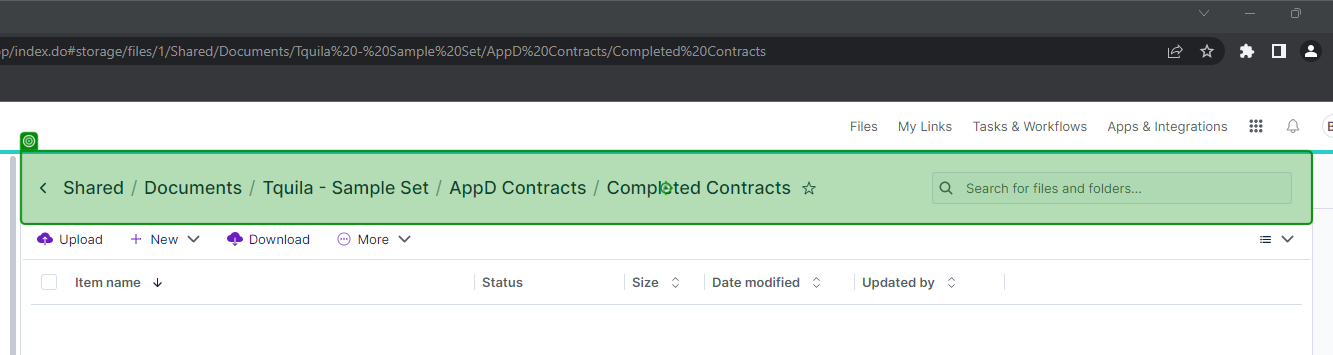 p/index.do#storage/files/1/Shared/Documents/Tquila%20-%20Sample%20Set/AppD%20Contracts/Completed%20Contracts
Files My Links Tasks & Workflows Apps & Integrations
Shared / Documents / Tquila - Sample Set / AppD Contracts / Completed Contracts Search for files and folders...
Upload New Download More
Item name Status Size Date modified Updated by